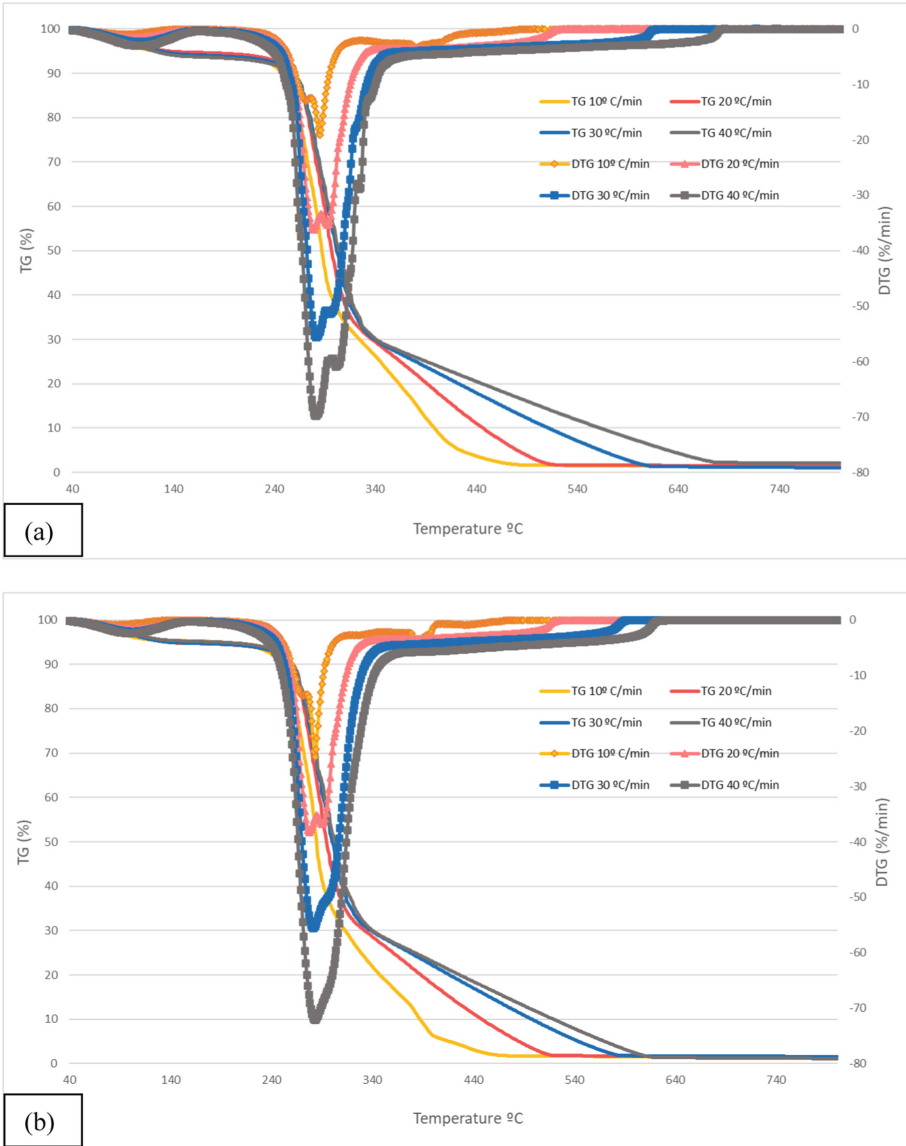 100
90
80
70
60
50
40
30
20
10
0
TG (%)
0
-10
-20
-30
-40
-50
-60
-70
-80
DTG (%/min)
TG 10º C/min
TG 20 ºC/min
TG 30 ºC/min
TG 40 ºC/min
DTG 10º C/min
DTG 20 ºC/min
DTG 30 ºC/min
DTG 40 ºC/min
40 140 240 340 440 540 640 740
Temperature ºC
(a)
100
90
80
70
60
50
40
30
20
10
0
TG (%)
0
-10
-20
-30
-40
-50
-60
-70
-80
DTG (%/min)
TG 10º C/min
TG 20 ºC/min
TG 30 ºC/min
TG 40 ºC/min
DTG 10º C/min
DTG 20 ºC/min
DTG 30 ºC/min
DTG 40 ºC/min
40 140 240 340 440 540 640 740
Temperature ºC
(b)